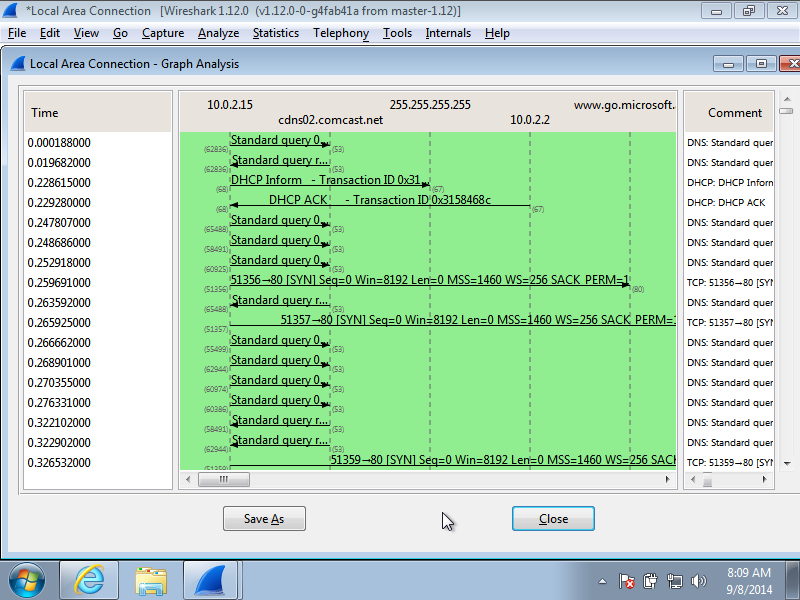 *Local Area Connection [Wireshark 1.12.0 (v1.12.0-0-g4fab41a from master-1.12)]
File Edit View Go Capture Analyze Statistics Telephony Tools Internals Help
Local Area Connection - Graph Analysis
Time 10.0.2.15 255.255.255.255 www.go.microsoft. Comment
cdns02.comcast.net 10.0.2.2
0.000188000 Standard query 0... DNS: Standard quer
(62836) (53)
0.019682000 Standard query r... DNS: Standard quer
(62836) (53)
0.228615000 DHCP Inform - Transaction ID 0x31... DHCP: DHCP Inform
(68) (67)
0.229280000 DHCP ACK - Transaction ID 0x3158468c DHCP: DHCP ACK
(68) (67)
0.247807000 Standard query 0... DNS: Standard quer
(65488) (53)
0.248686000 Standard query 0... DNS: Standard quer
(58491) (53)
0.252918000 Standard query 0... DNS: Standard quer
(60925) (53)
0.259691000 51356→80 [SYN] Seq=0 Win=8192 Len=0 MSS=1460 WS=256 SACK_PERM=1 TCP: 51356→80 [SYN
(51356) (80)
0.263592000 Standard query r... DNS: Standard quer
(65488) (53)
0.265925000 51357→80 [SYN] Seq=0 Win=8192 Len=0 MSS=1460 WS=256 SACK_PERM=1 TCP: 51357→80 [SYN
(51357)
0.266662000 Standard query 0... DNS: Standard quer
(55499) (53)
0.268901000 Standard query 0... DNS: Standard quer
(62944) (53)
0.270355000 Standard query 0... DNS: Standard quer
(60974) (53)
0.276331000 Standard query 0... DNS: Standard quer
(60386) (53)
0.322102000 Standard query r... DNS: Standard quer
(58491) (53)
0.322902000 Standard query r... DNS: Standard quer
(62944) (53)
0.326532000 51359→80 [SYN] Seq=0 Win=8192 Len=0 MSS=1460 WS=256 SACK TCP: 51359→80 [SYN
Save As Close
8:09 AM
9/8/2014